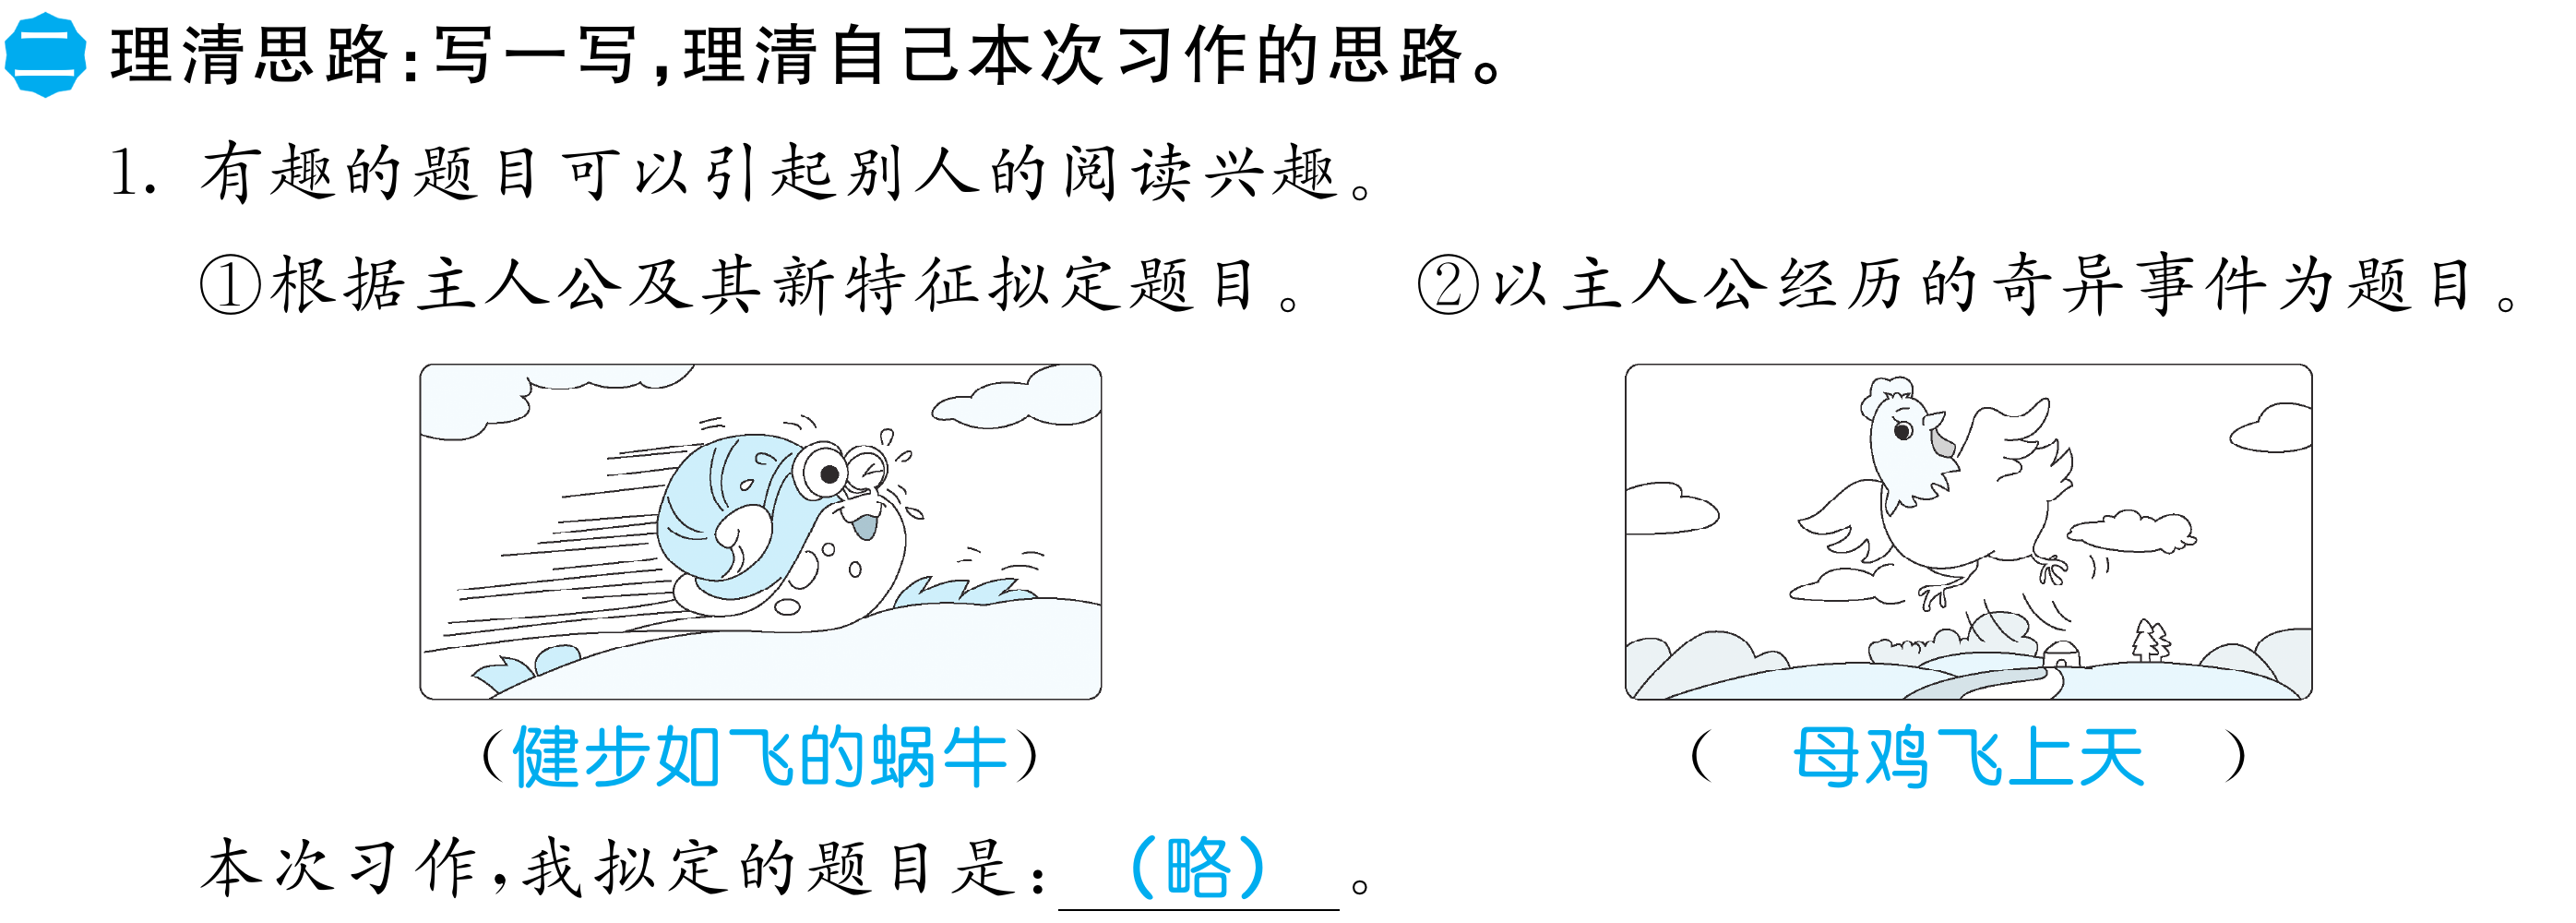 二 理清思路:写一写,理清自己本次习作的思路。
1. 有趣的题目可以引起别人的阅读兴趣。
①根据主人公及其新特征拟定题目。 ②以主人公经历的奇异事件为题目。
(健步如飞的蜗牛) ( 母鸡飞上天 )
本次习作,我拟定的题目是: (略) 。